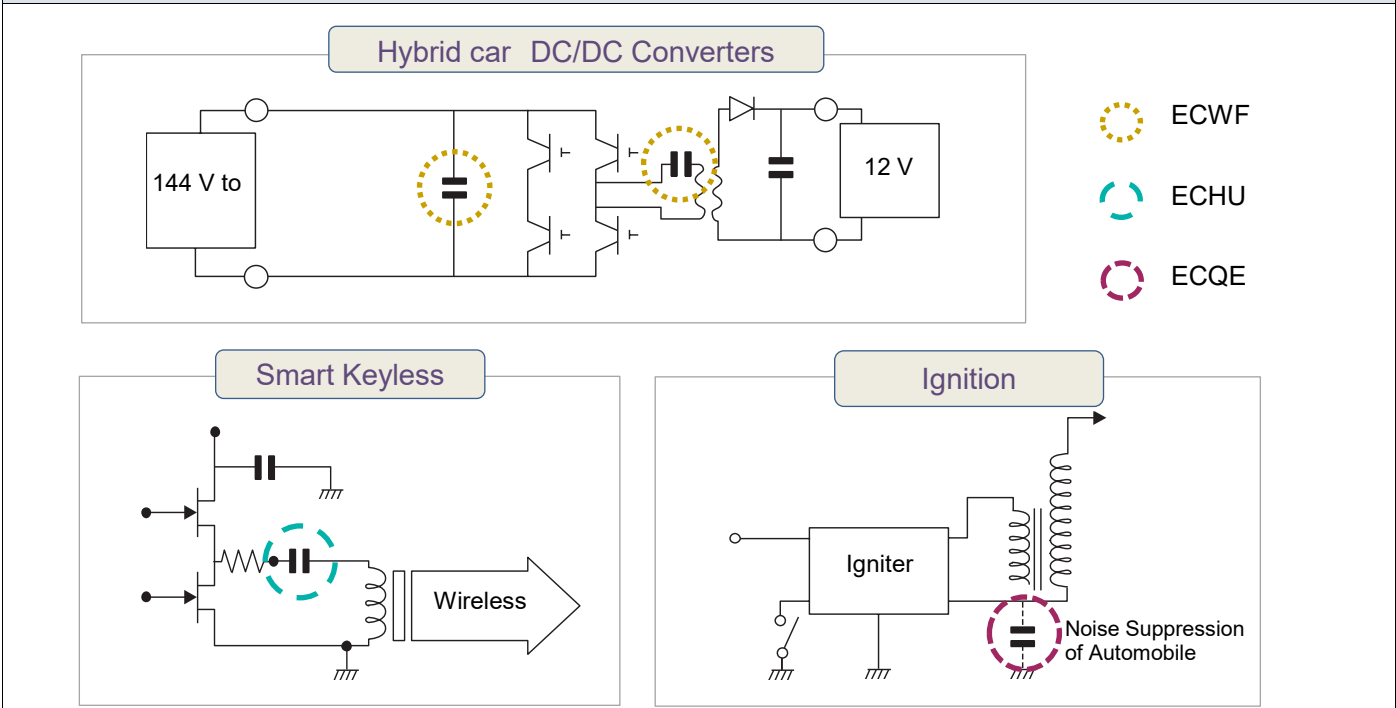 Hybrid car DC/DC Converters
144 V to
12 V
ECWF
ECHU
ECQE
Smart Keyless
Wireless
Ignition
Igniter
Noise Suppression
of Automobile